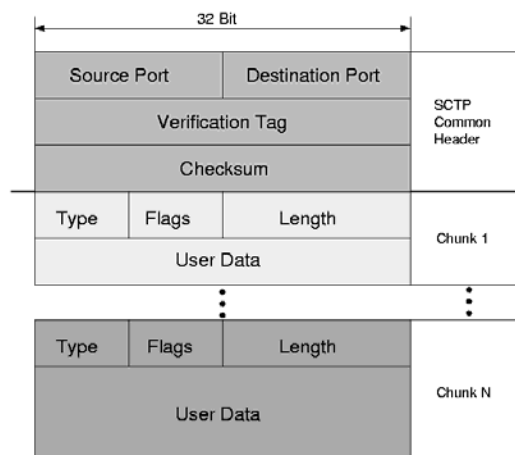 32 Bit
Source Port Destination Port
SCTP
Common
Header
Verification Tag
Checksum
Type Flags Length
Chunk 1
User Data
Type Flags Length
Chunk N
User Data